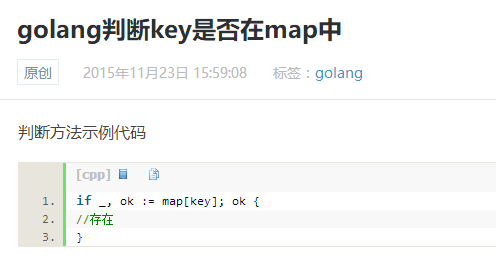 golang判断key是否在map中
原创 2015年11月23日 15:59:08 标签：golang
判断方法示例代码
[cpp]
1. if _, ok := map[key]; ok {
2. //存在
3. }